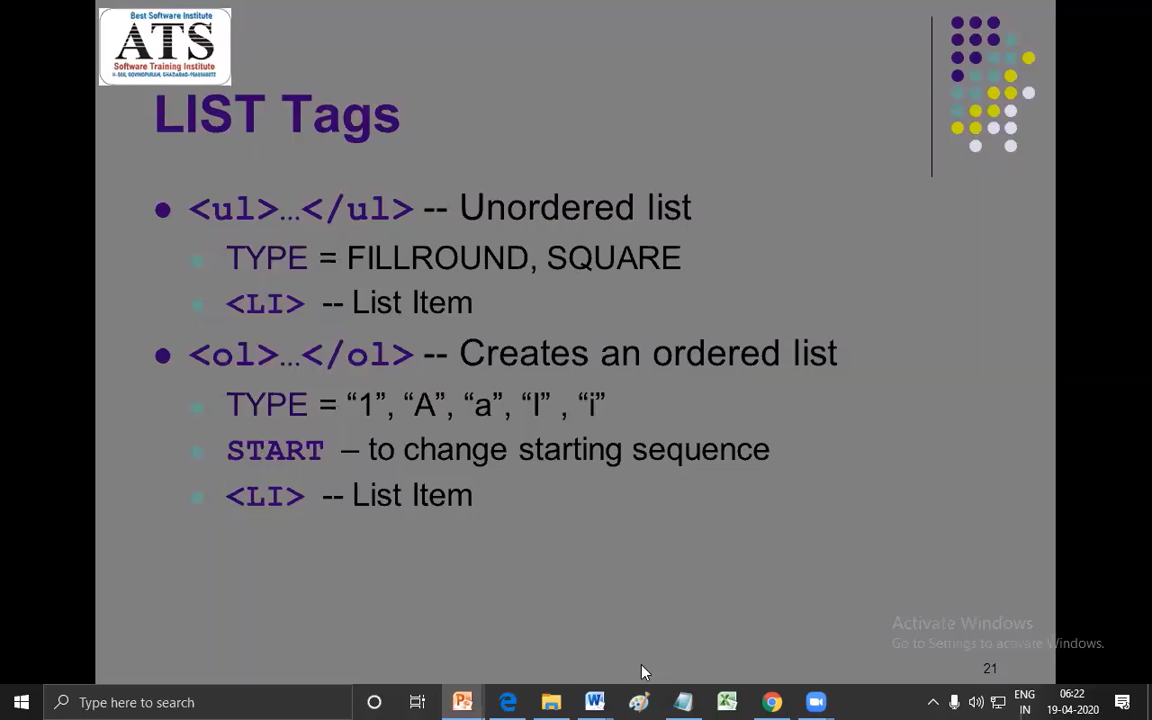 Best Software Institute
ATS
Software Training Institute
LIST Tags
<ul>…</ul> -- Unordered list
TYPE = FILLROUND, SQUARE
<LI> -- List Item
<ol>…</ol> -- Creates an ordered list
TYPE = “1”, “A”, “a”, “I” , “i”
START – to change starting sequence
<LI> -- List Item
Activate Windows
Go to Settings to activate Windows.
21
Type here to search
ENG
IN
06:22
19-04-2020